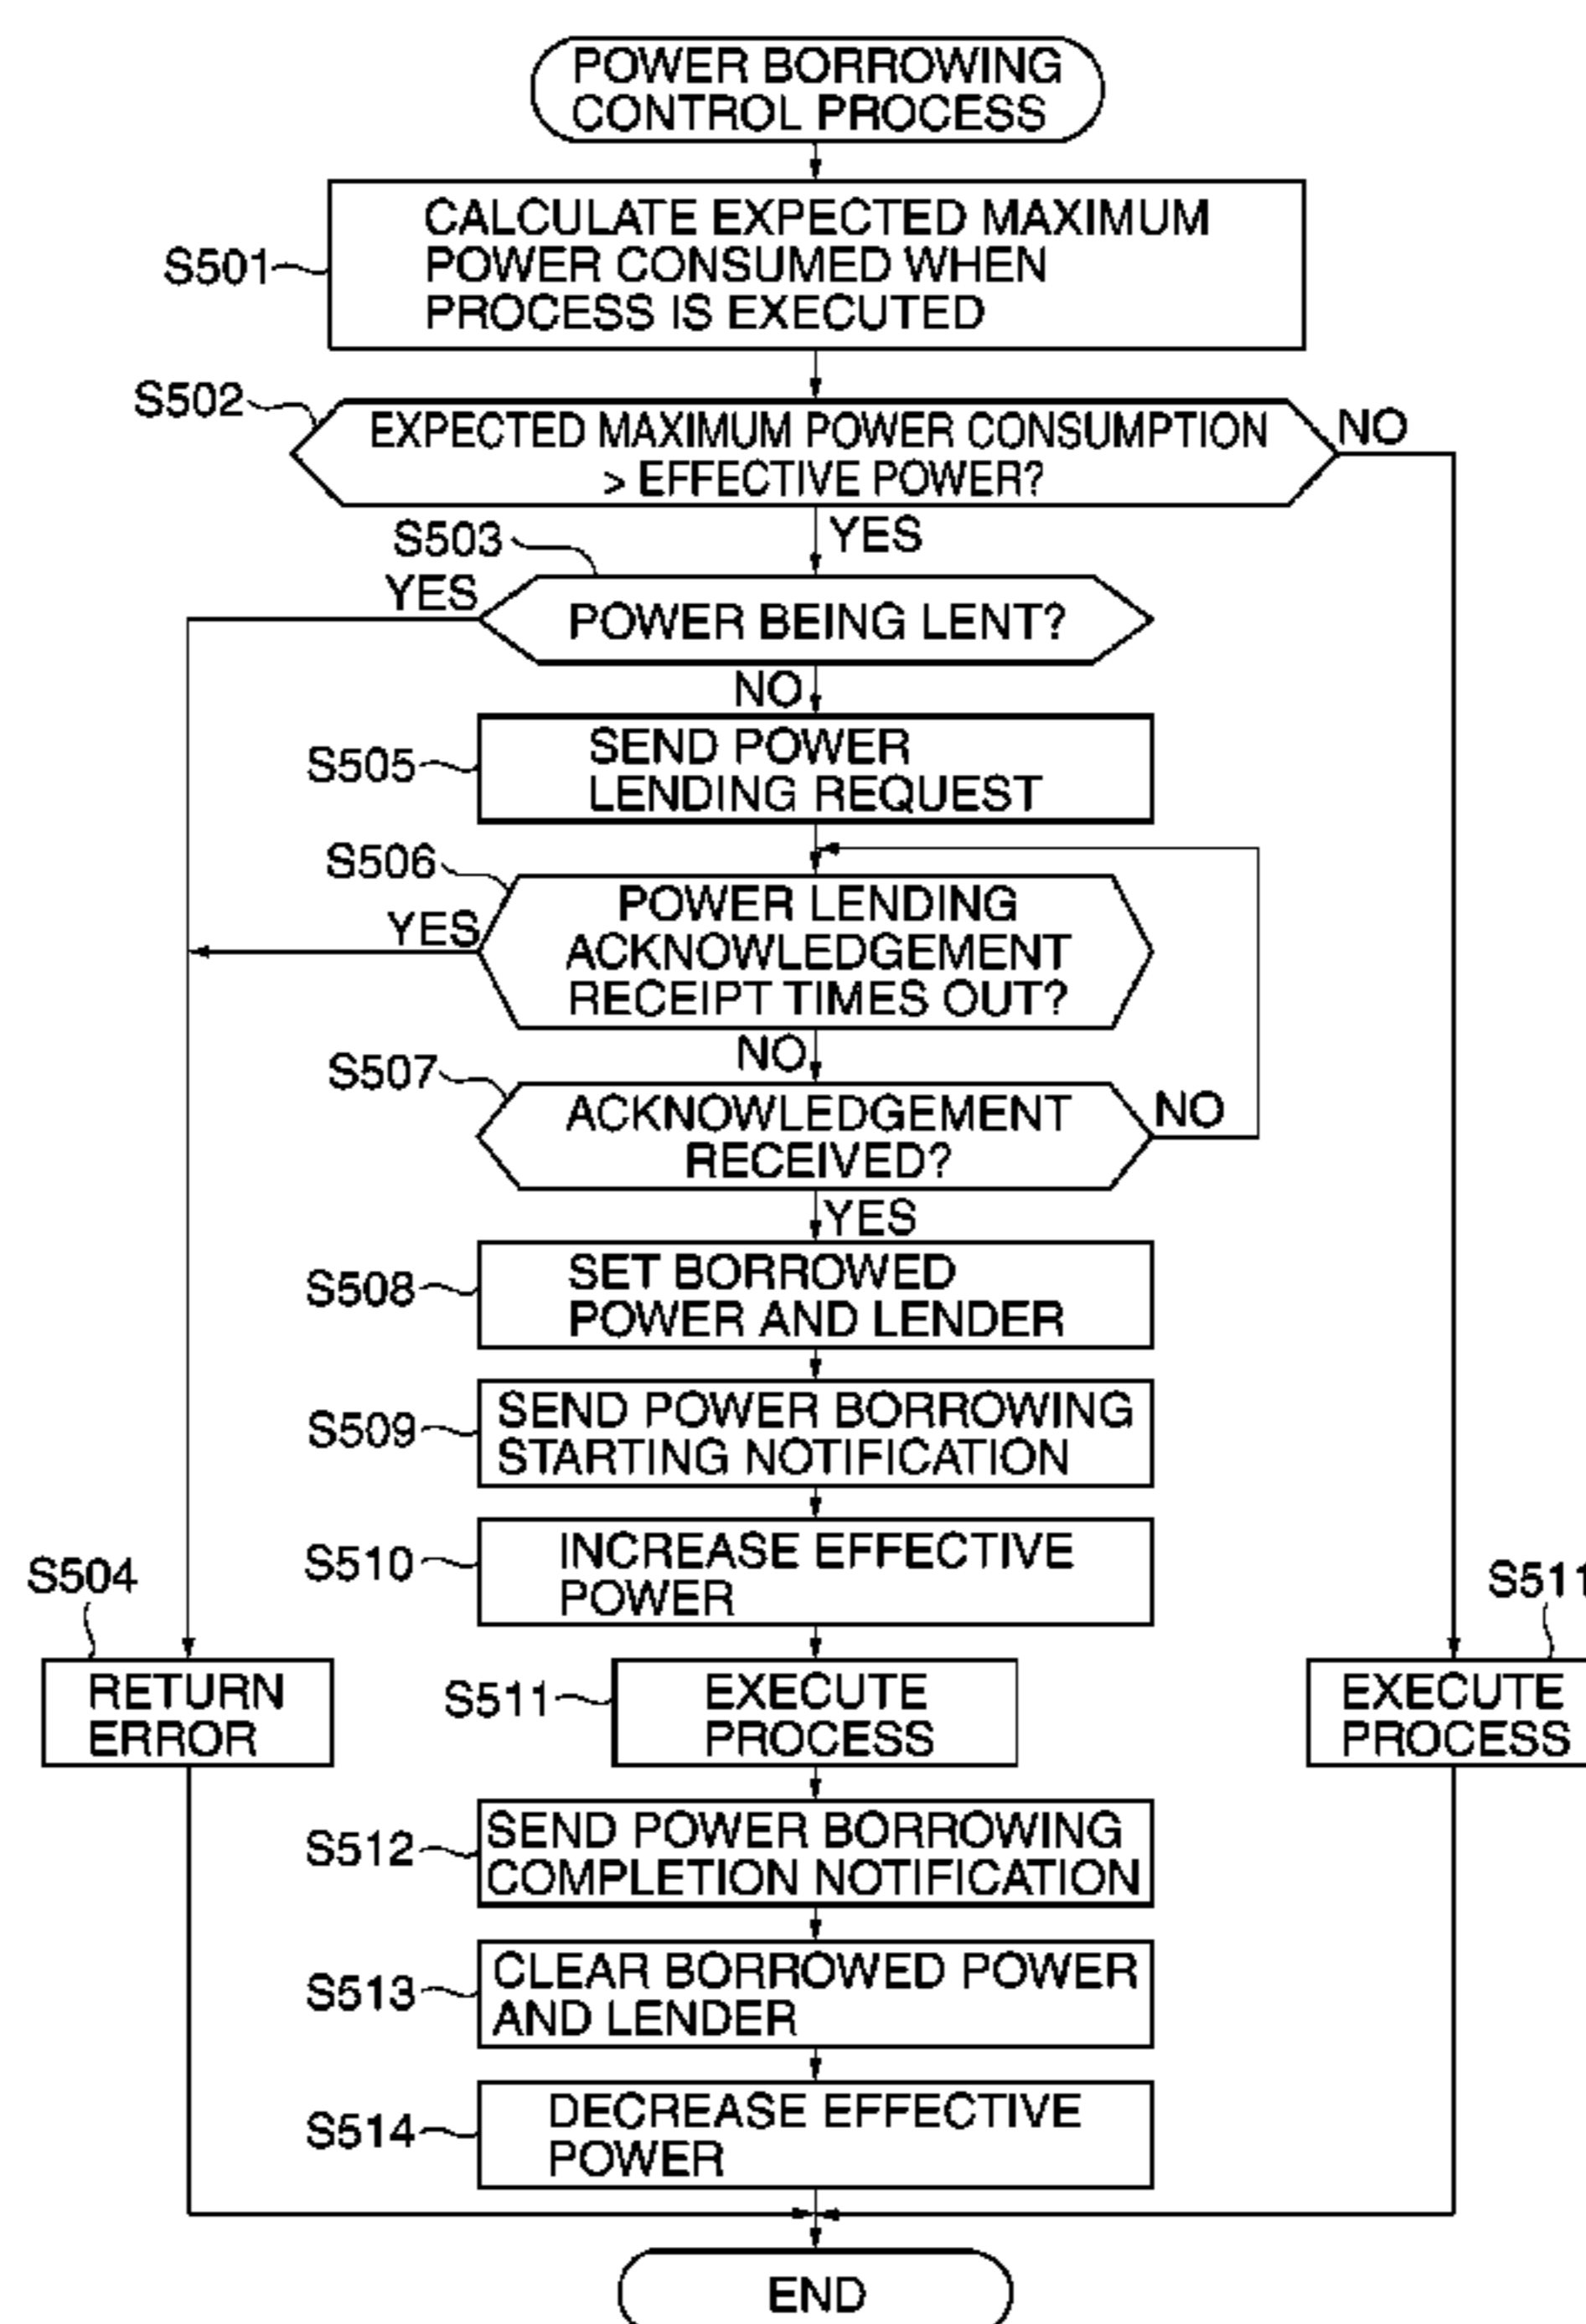 POWER BORROWING
CONTROL PROCESS
S501
CALCULATE EXPECTED MAXIMUM
POWER CONSUMED WHEN
PROCESS IS EXECUTED
S502
EXPECTED MAXIMUM POWER CONSUMPTION
> EFFECTIVE POWER?
NO
YES
S503
YES
POWER BEING LENT?
NO
S505
SEND POWER
LENDING REQUEST
S506
YES
POWER LENDING
ACKNOWLEDGEMENT
RECEIPT TIMES OUT?
NO
S507
ACKNOWLEDGEMENT
RECEIVED?
NO
YES
S508
SET BORROWED
POWER AND LENDER
S509
SEND POWER BORROWING
STARTING NOTIFICATION
S510
INCREASE EFFECTIVE
POWER
S504
RETURN
ERROR
S511
EXECUTE
PROCESS
S511
EXECUTE
PROCESS
S512
SEND POWER BORROWING
COMPLETION NOTIFICATION
S513
CLEAR BORROWED POWER
AND LENDER
S514
DECREASE EFFECTIVE
POWER
END